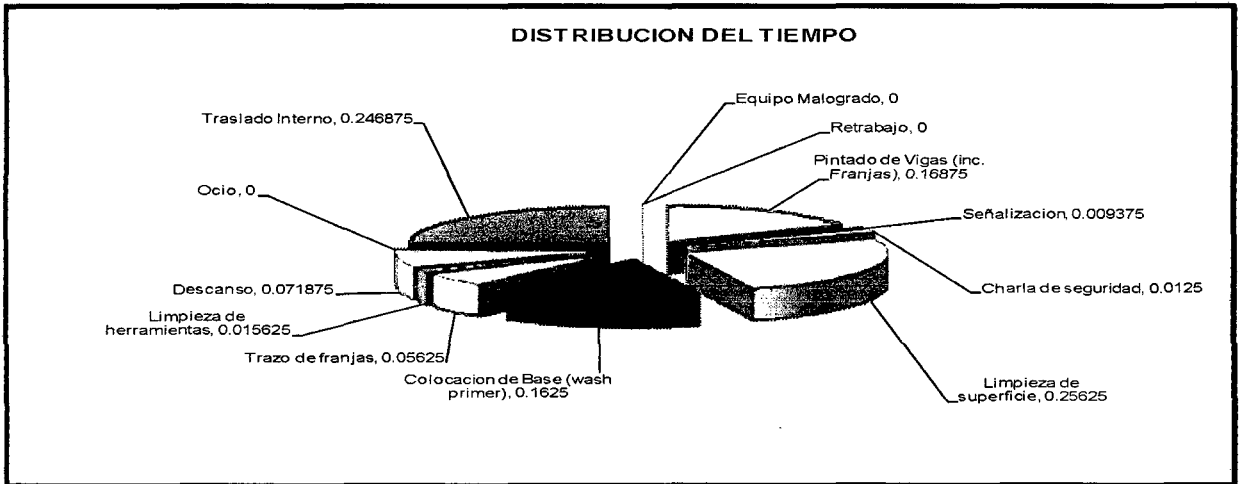 DISTRIBUCION DEL TIEMPO
Equipo Malogrado, 0
Traslado Interno, 0.246875
Retrabajo, 0
Pintado de Vigas (inc.
Franjas), 0.16875
Ocio, 0
Señalizacion, 0.009375
Descanso, 0.071875
Charla de seguridad, 0.0125
Limpieza de
herramientas, 0.015625
Trazo de franjas, 0.05625
Colocacion de Base (wash
primer), 0.1625
Limpieza de
superficie, 0.25625